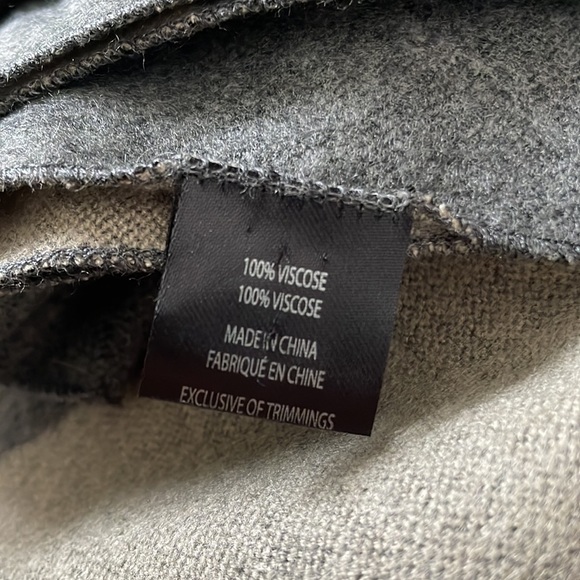 100% VISCOSE
100% VISCOSE
MADE IN CHINA
FABRIQUÉ EN CHINE
EXCLUSIVE OF TRIMMINGS